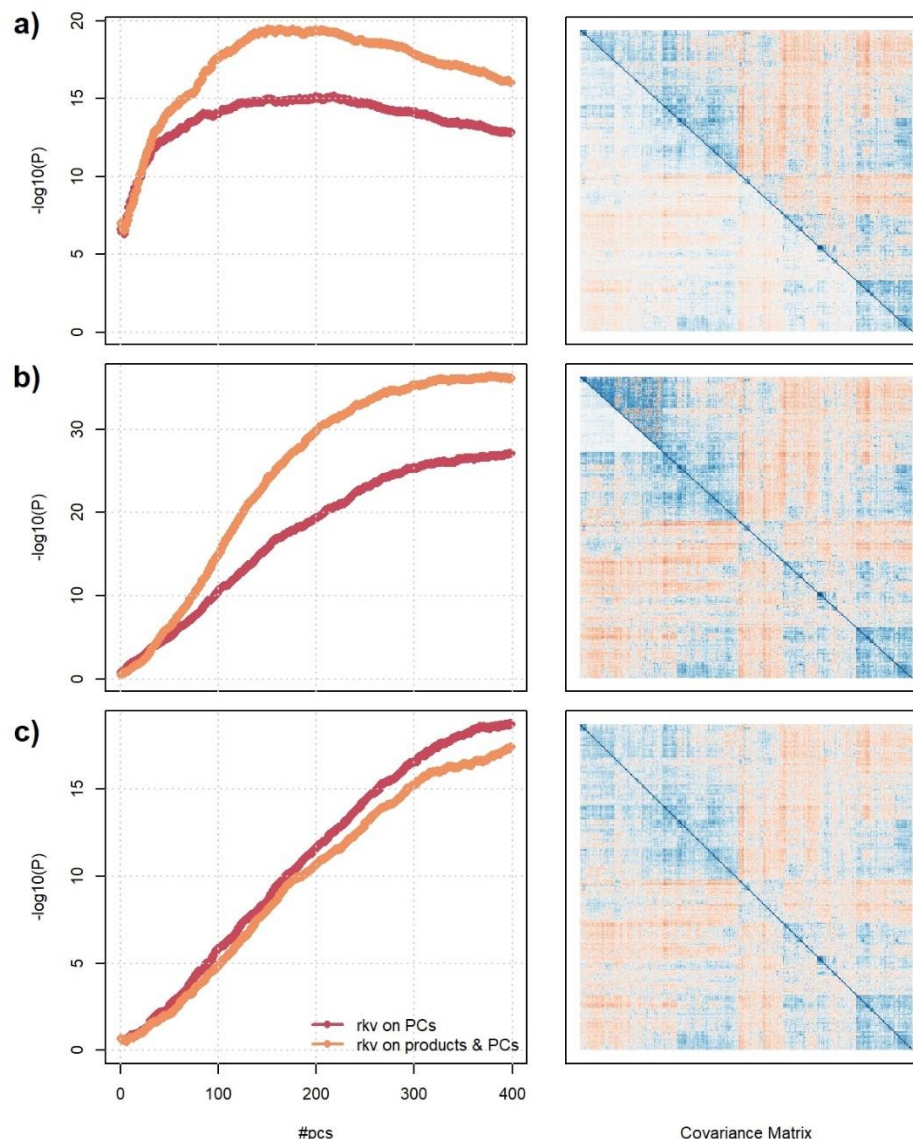 a)
20
15
10
5
0
-log10(P)
b)
30
20
10
0
-log10(P)
c)
15
10
5
0
-log10(P)
rkv on PCs
rkv on products & PCs
0 100 200 300 400
#pcs
Covariance Matrix